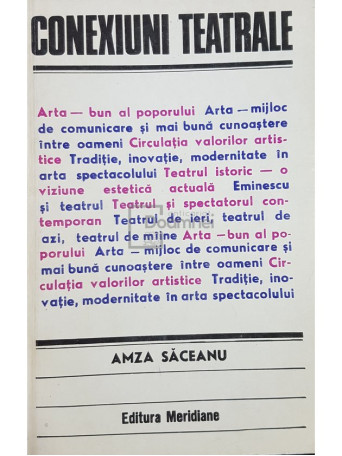 CONEXIUNI TEATRALE
Arta — bun al poporului Arta — mijloc
de comunicare și mai bună cunoaștere
între oameni Circulația valorilor artis-
tice Tradiție, inovație, modernitate în
arta spectacolului Teatrul istoric — o
viziune estetică actuală Eminescu
și teatrul Teatrul și spectatorul con-
temporan Teatrul de ieri, teatrul de
azi, teatrul de mîine Arta — bun al po-
porului Arta — mijloc de comunicare și
mai bună cunoaștere între oameni Cir-
culația valorilor artistice Tradiție, ino-
vație, modernitate în arta spectacolului
AMZA SĂCEANU
Editura Meridiane